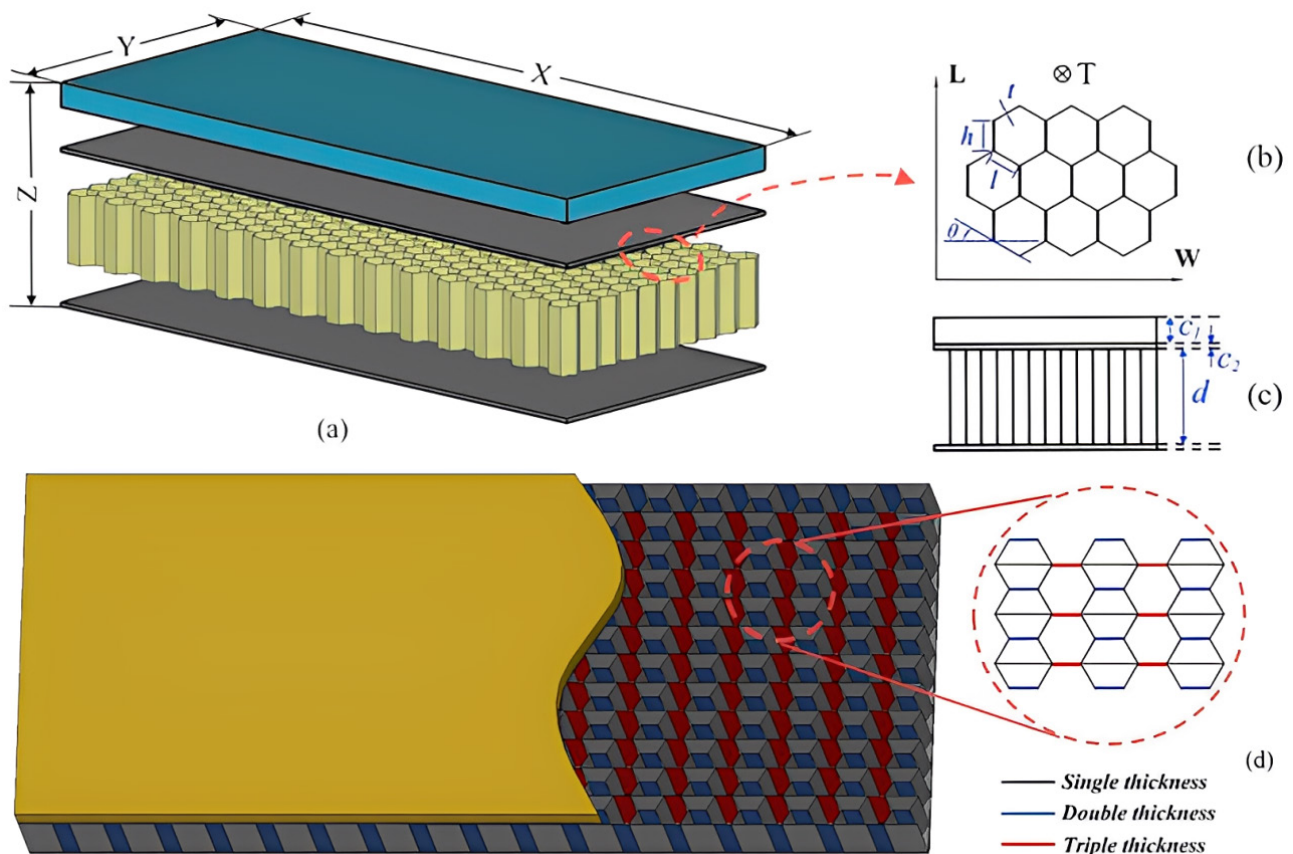 Y
X
Z
(a)
L
⊗ T
t
h
l
θ
W
(b)
c₁
c₂
d
(c)
(d)
Single thickness
Double thickness
Triple thickness